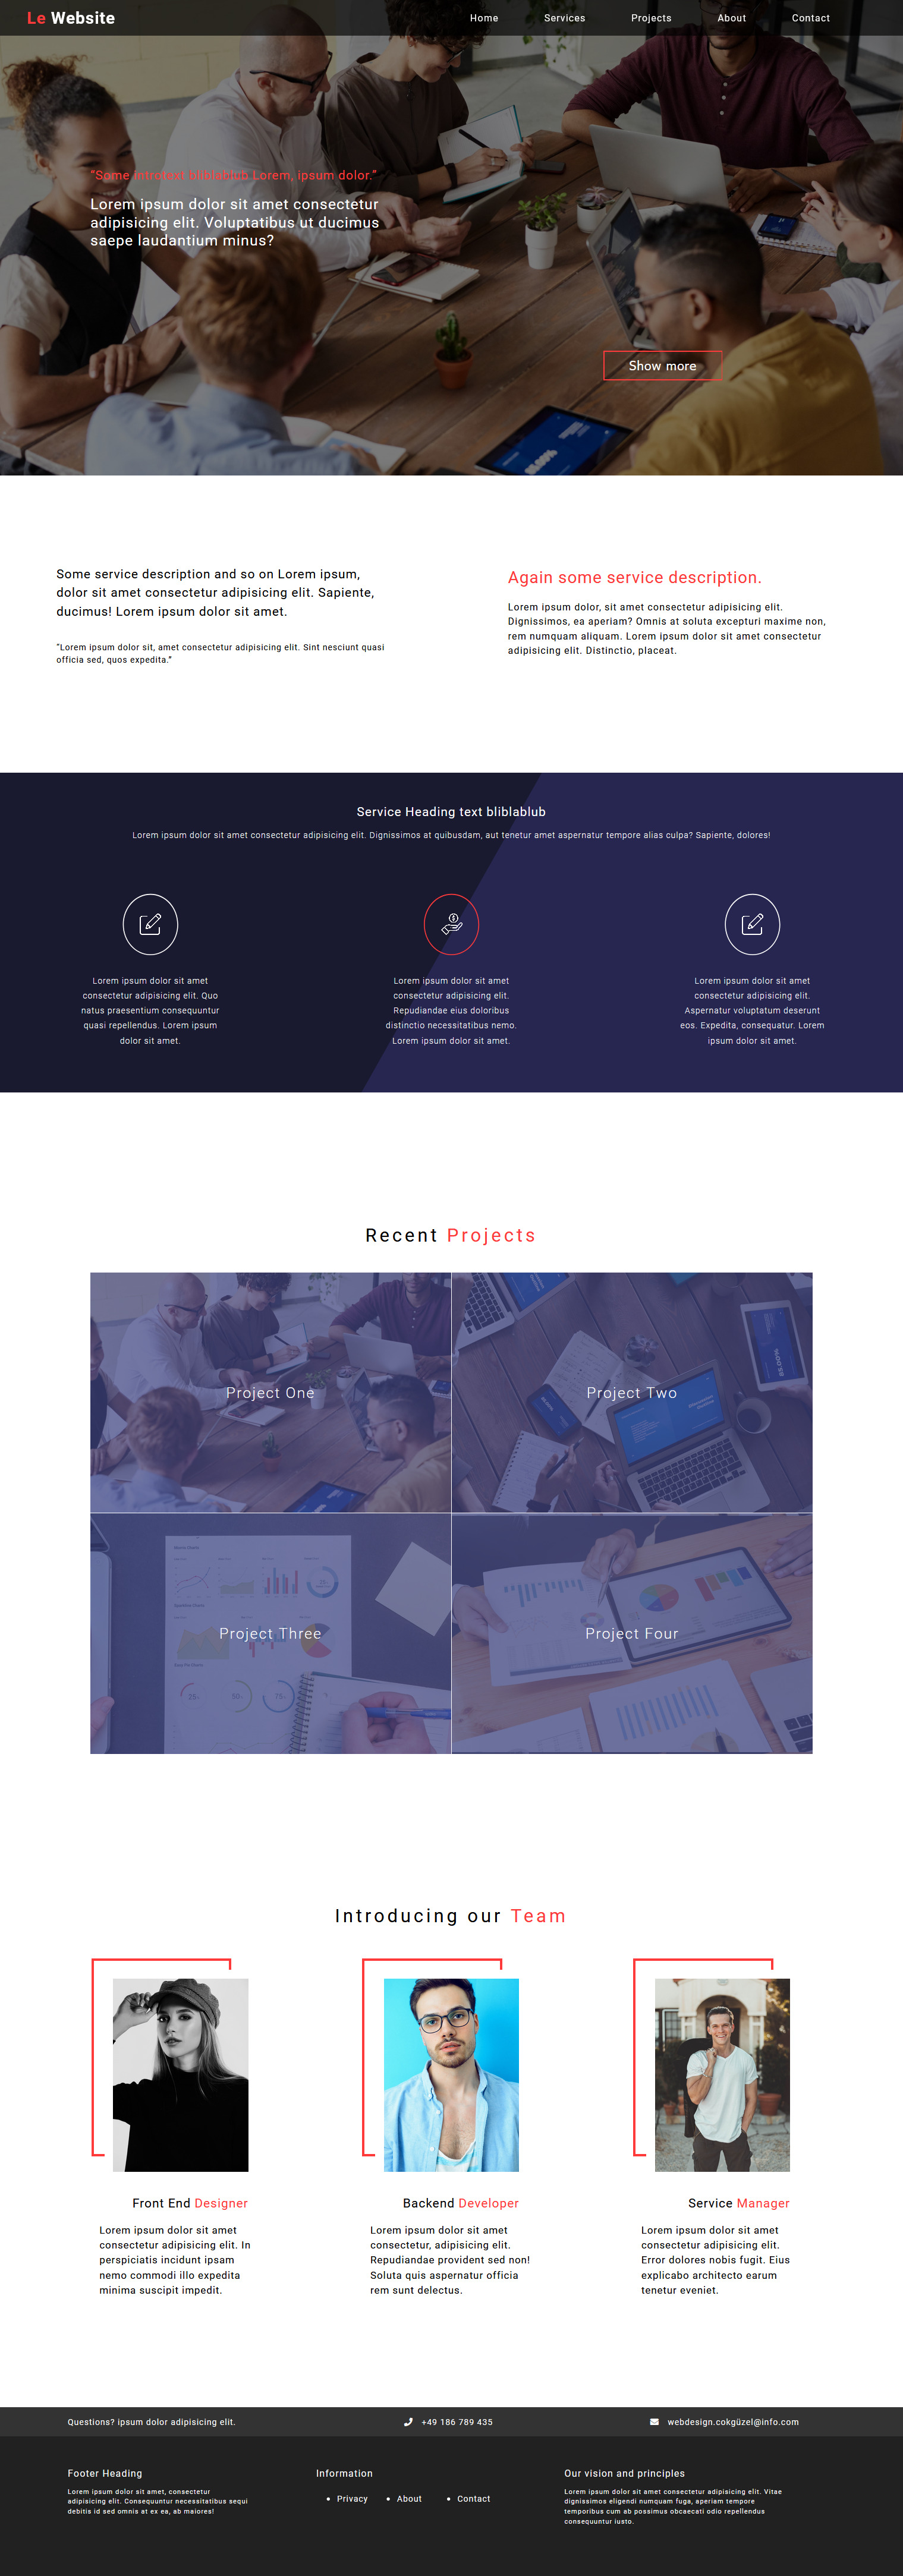 Le Website
Home Services Projects About Contact
“Some introtext bliblublub Lorem, ipsum dolor.”
Lorem ipsum dolor sit amet consectetur
adipisicing elit. Voluptatibus ut ducimus
saepe laudantium minus?
Show more
Some service description and so on Lorem ipsum,
dolor sit amet consectetur adipisicing elit. Sapiente,
ducimus! Lorem ipsum dolor sit amet.
“Lorem ipsum dolor sit, amet consectetur adipisicing elit. Sint nesciunt quasi
officia sed, quos expedita.”
Again some service description.
Lorem ipsum dolor, sit amet consectetur adipisicing elit.
Dignissimos, ea aperiam? Omnis at soluta excepturi maxime non,
rem numquam aliquam. Lorem ipsum dolor sit amet consectetur
adipisicing elit. Distinctio, placeat.
Service Heading text bliblablub
Lorem ipsum dolor sit amet consectetur adipisicing elit. Dignissimos at quibusdam, aut tenetur amet aspernatur tempore alias culpa? Sapiente, dolores!
Lorem ipsum dolor sit amet
consectetur adipisicing elit. Quo
natus praesentium consequuntur
quasi repellendus. Lorem ipsum
dolor sit amet.
Lorem ipsum dolor sit amet
consectetur adipisicing elit.
Repudiandae eius doloribus
distinctio necessitatibus nemo.
Lorem ipsum dolor sit amet.
Lorem ipsum dolor sit amet
consectetur adipisicing elit.
Aspernatur voluptatum deserunt
eos. Expedita, consequatur. Lorem
ipsum dolor sit amet.
Recent Projects
Project One
Project Two
Project Three
Project Four
Introducing our Team
Front End Designer
Lorem ipsum dolor sit amet
consectetur adipisicing elit. In
perspiciatis incidunt ipsam
nemo commodi illo expedita
minima suscipit impedit.
Backend Developer
Lorem ipsum dolor sit amet
consectetur, adipisicing elit.
Repudiandae provident sed non!
Soluta quis aspernatur officia
rem sunt delectus.
Service Manager
Lorem ipsum dolor sit amet
consectetur adipisicing elit.
Error dolores nobis fugit. Eius
explicabo architecto earum
tenetur eveniet.
Questions? ipsum dolor adipisicing elit.
+49 186 789 435
webdesign.cokgüzel@info.com
Footer Heading
Lorem ipsum dolor sit amet, consectetur
adipisicing elit. Consequuntur necessitatibus sequi
debitis id sed omnis at ex ea, ab maiores!
Information
• Privacy • About • Contact
Our vision and principles
Lorem ipsum dolor sit amet consectetur adipisicing elit. Vitae
dignissimos eligendi numquam fuga, aperiam tempore
temporibus cum ab possimus obcaecati odio repellendus
consequuntur iusto.